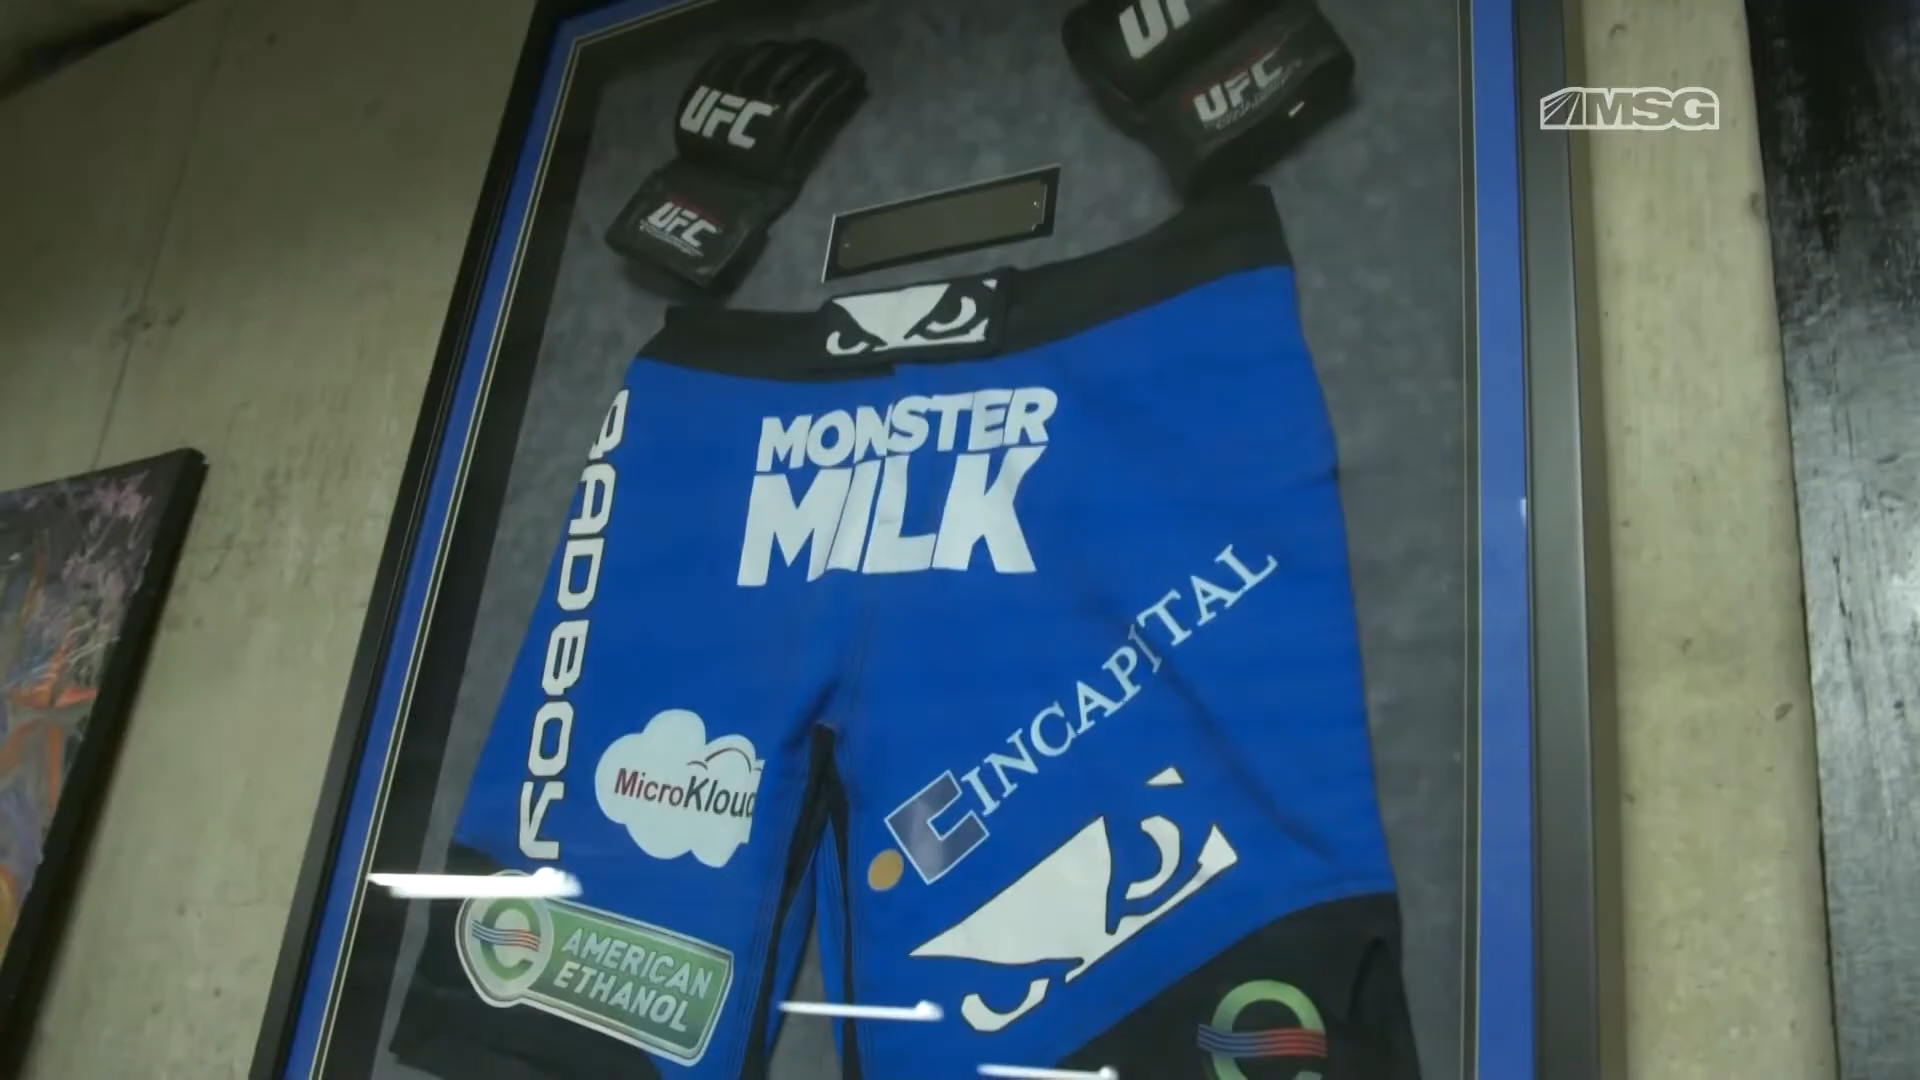 UFC
UFC
UFC
MSG
UFC
MONSTER
MILK
BADBOY
INCAPITAL
MicroKloud
AMERICAN
ETHANOL